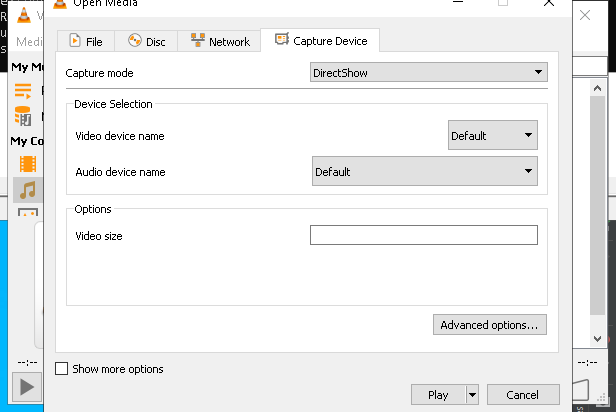 Open Media
V
Medi
File
Disc
Network
Capture Device
My M
Capture mode
DirectShow
Device Selection
My Co
Video device name
Default
Audio device name
Default
Options
Video size
Advanced options...
--:--
--:--
Show more options
Play
Cancel